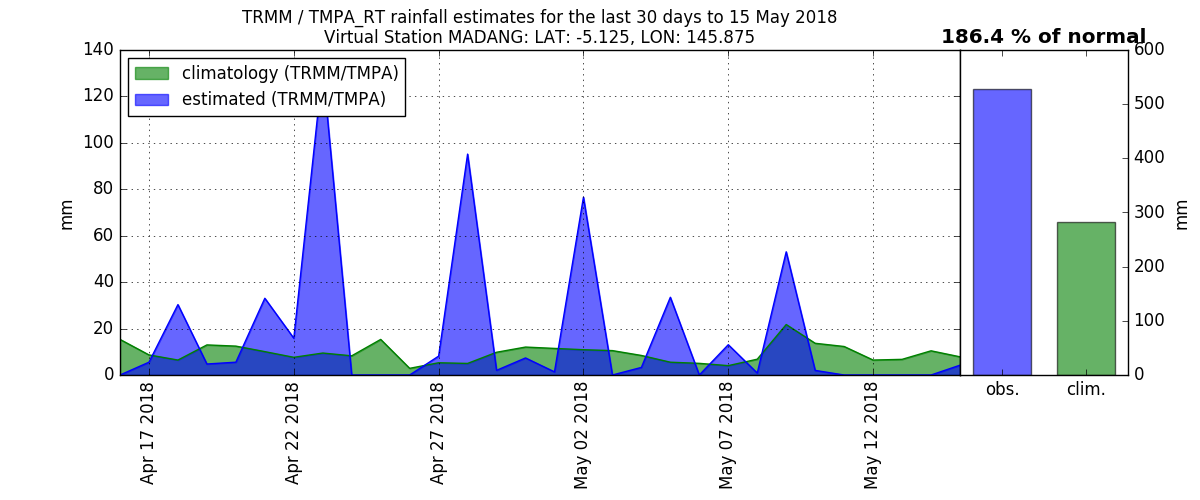 TRMM / TMPA_RT rainfall estimates for the last 30 days to 15 May 2018
Virtual Station MADANG: LAT: -5.125, LON: 145.875
186.4 % of normal
climatology (TRMM/TMPA)
estimated (TRMM/TMPA)
140
120
100
80
60
40
20
0
mm
Apr 17 2018
Apr 22 2018
Apr 27 2018
May 02 2018
May 07 2018
May 12 2018
600
500
400
300
200
100
0
mm
obs.
clim.